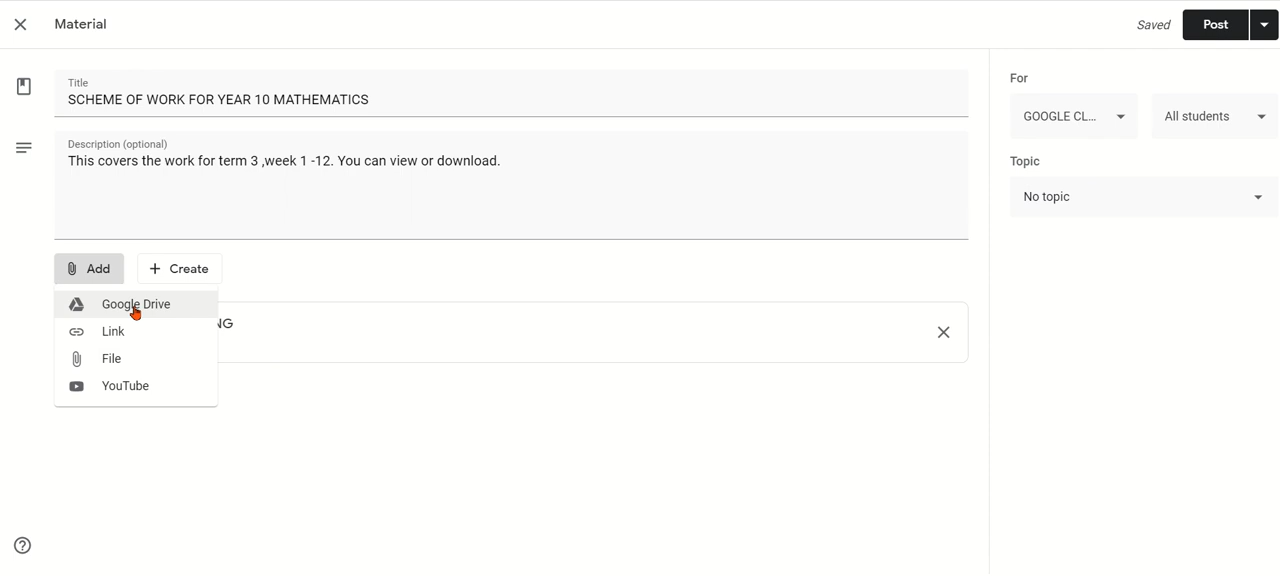 Material
Saved
Post
Title
SCHEME OF WORK FOR YEAR 10 MATHEMATICS
Description (optional)
This covers the work for term 3 ,week 1 -12. You can view or download.
Add
Create
Google Drive
Link
File
YouTube
NG
For
GOOGLE CL...
All students
Topic
No topic